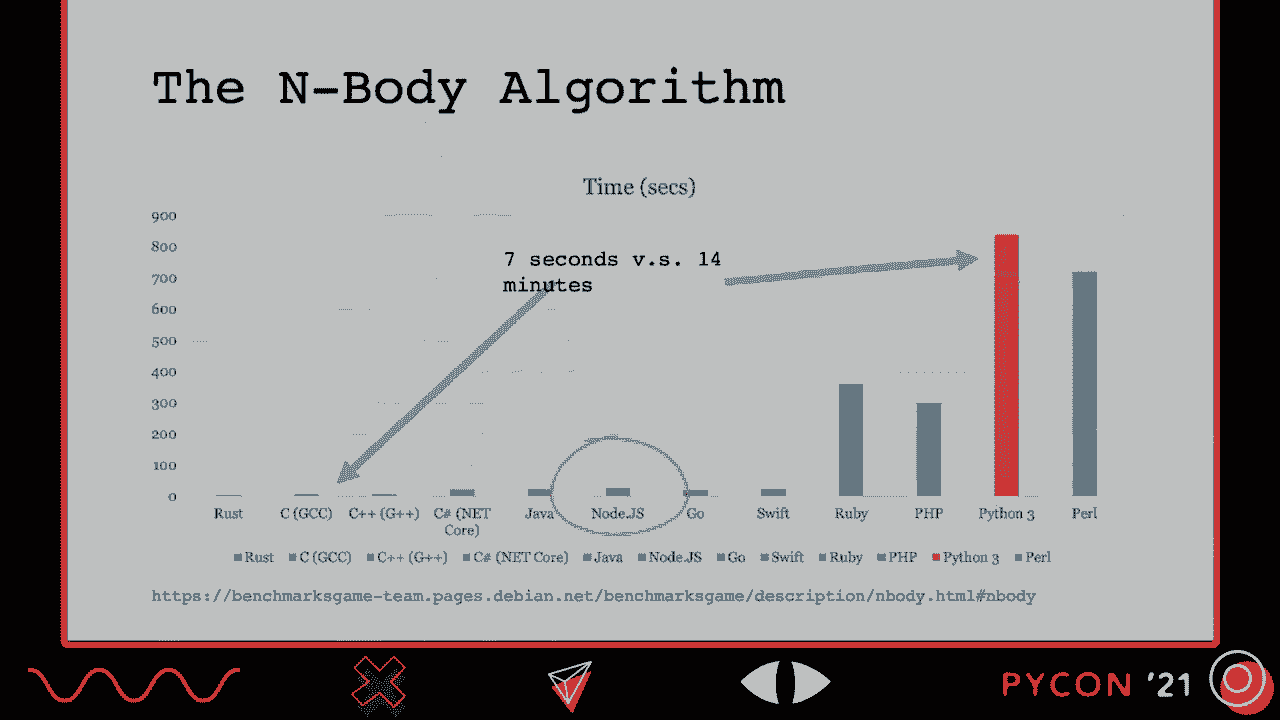 The N-Body Algorithm
Time (secs)
900
800
700
600
500
400
300
200
100
0
7 seconds v.s. 14
minutes
Rust C (GCC) C++ (G++) C# (NET Java Node.JS Go Swift Ruby PHP Python 3 Perl
Core)
Rust C (GCC) C++ (G++) C# (NET Core) Java Node.JS Go Swift Ruby PHP Python 3 Perl
https://benchmarksgame-team.pages.debian.net/benchmarksgame/description/nbody.html#nbody
PYCON '21